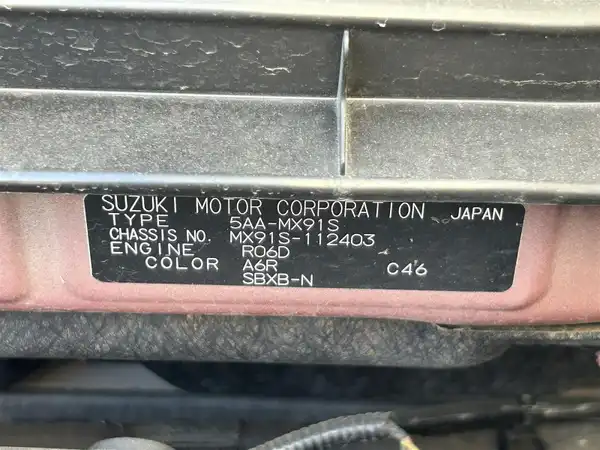 SUZUKI MOTOR CORPORATION JAPAN
TYPE 5AA-MX91S
CHASSIS NO. MX91S-112403
ENGINE R06D
COLOR A6R C46
SBXB-N